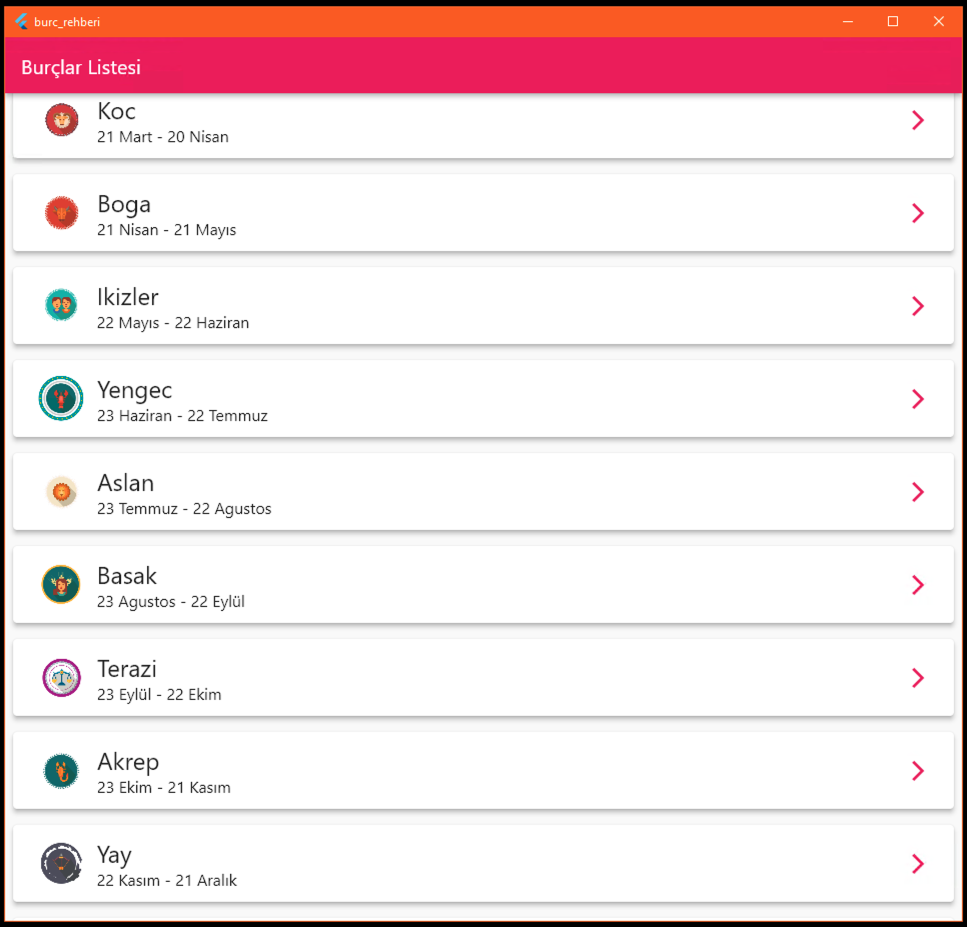 burc_rehberi
Burçlar Listesi
Koc
21 Mart - 20 Nisan
Boga
21 Nisan - 21 Mayıs
Ikizler
22 Mayıs - 22 Haziran
Yengec
23 Haziran - 22 Temmuz
Aslan
23 Temmuz - 22 Agustos
Basak
23 Agustos - 22 Eylül
Terazi
23 Eylül - 22 Ekim
Akrep
23 Ekim - 21 Kasım
Yay
22 Kasım - 21 Aralık